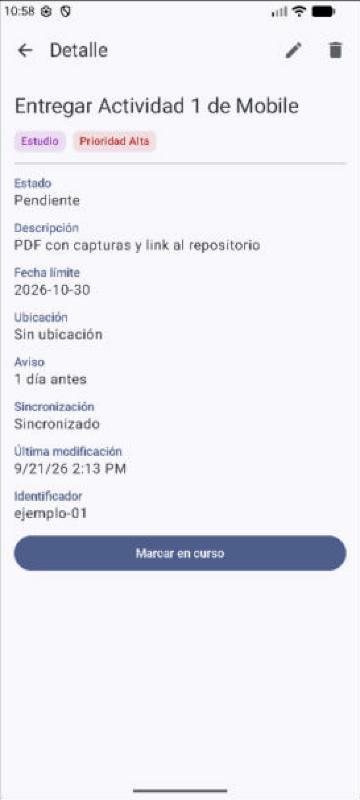 10:58
Detalle
Entregar Actividad 1 de Mobile
Estudio Prioridad Alta
Estado
Pendiente
Descripción
PDF con capturas y link al repositorio
Fecha límite
2026-10-30
Ubicación
Sin ubicación
Aviso
1 día antes
Sincronización
Sincronizado
Última modificación
9/21/26 2:13 PM
Identificador
ejemplo-01
Marcar en curso